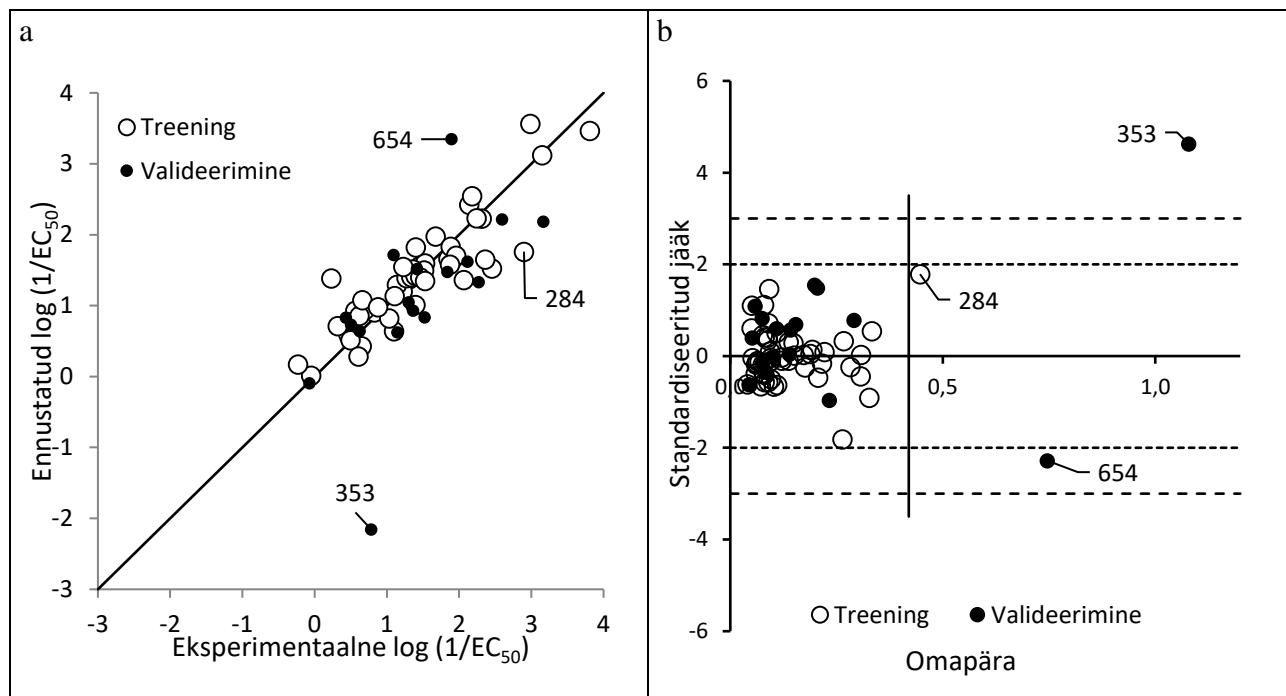 a
4
3
2
1
0
-1
-2
-3
-3 -2 -1 0 1 2 3 4
Treening
Valideerimine
654
284
353
Ennustatud log (1/EC50)
Eksperimentaalne log (1/EC50)
b
6
4
2
0
-2
-4
-6
0,5 1,0
353
284
654
Standardiseeritud jääk
Treening Valideerimine
Omapära